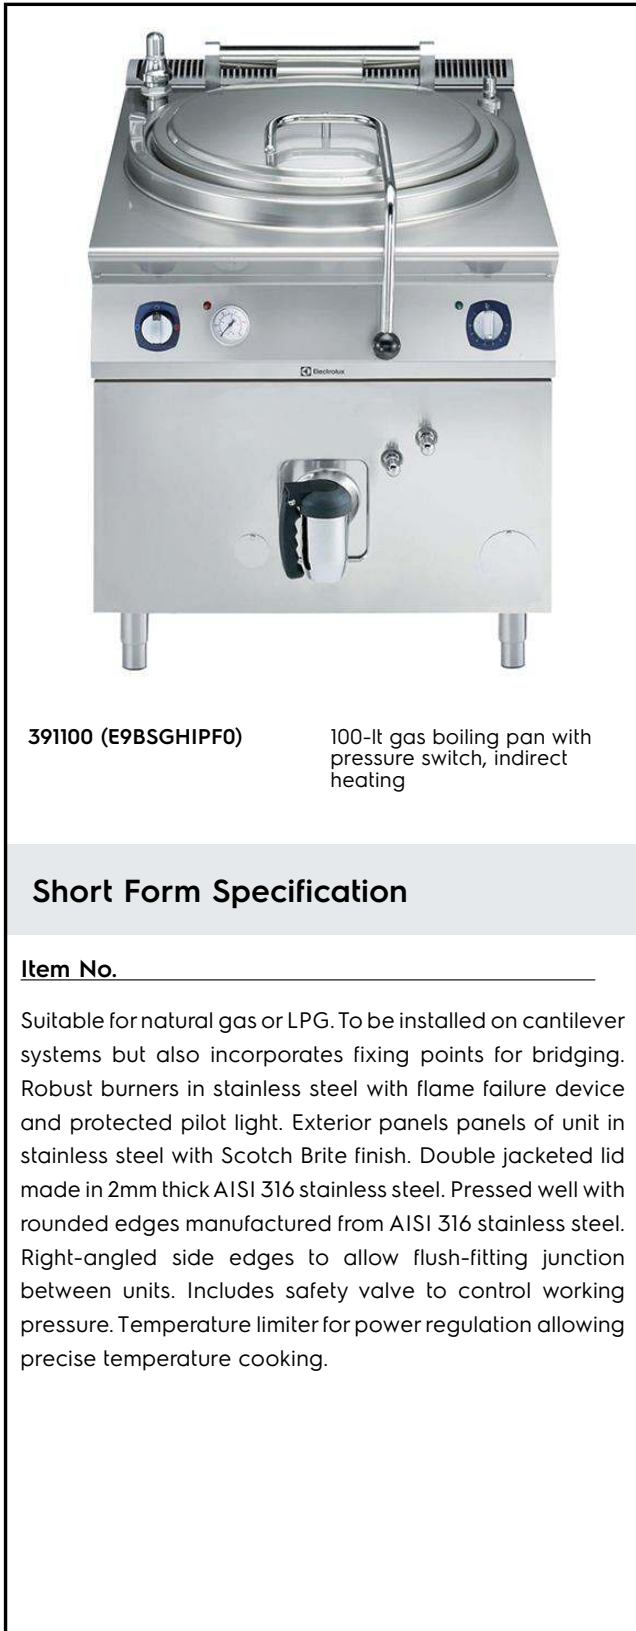 Electrolux
391100 (E9BSGHIPF0)
100-lt gas boiling pan with
pressure switch, indirect
heating
Short Form Specification
Item No.
Suitable for natural gas or LPG. To be installed on cantilever
systems but also incorporates fixing points for bridging.
Robust burners in stainless steel with flame failure device
and protected pilot light. Exterior panels panels of unit in
stainless steel with Scotch Brite finish. Double jacketed lid
made in 2mm thick AISI 316 stainless steel. Pressed well with
rounded edges manufactured from AISI 316 stainless steel.
Right-angled side edges to allow flush-fitting junction
between units. Includes safety valve to control working
pressure. Temperature limiter for power regulation allowing
precise temperature cooking.